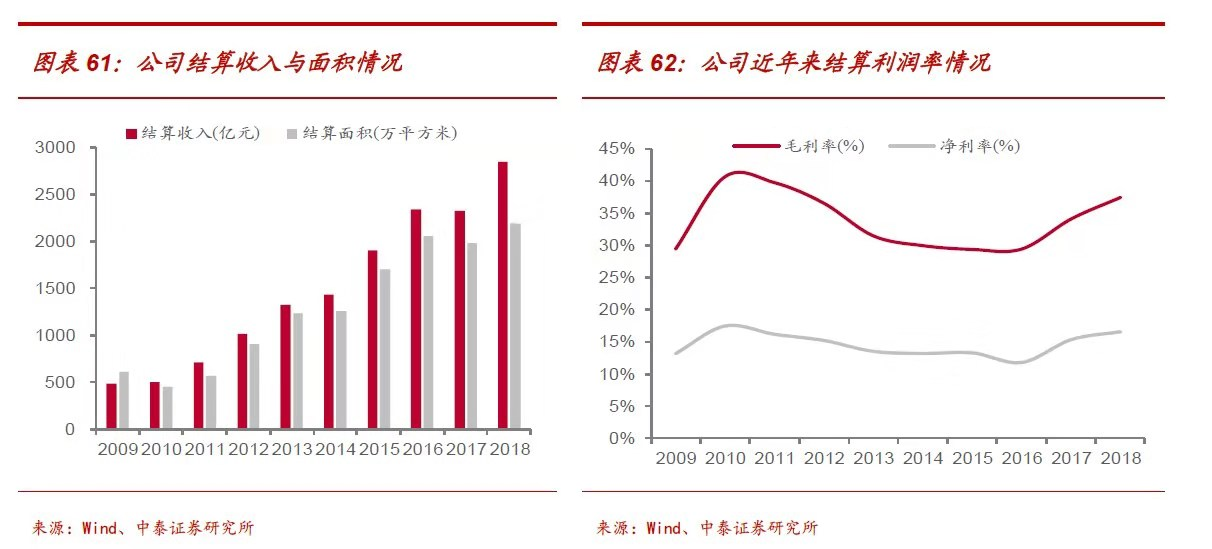 图表 61：公司结算收入与面积情况
结算收入(亿元) 结算面积(万平方米)
3000
2500
2000
1500
1000
500
0
2009 2010 2011 2012 2013 2014 2015 2016 2017 2018
来源：Wind、中泰证券研究所
图表 62：公司近年来结算利润率情况
毛利率(%) 净利率(%)
45%
40%
35%
30%
25%
20%
15%
10%
5%
0%
2009 2010 2011 2012 2013 2014 2015 2016 2017 2018
来源：Wind、中泰证券研究所